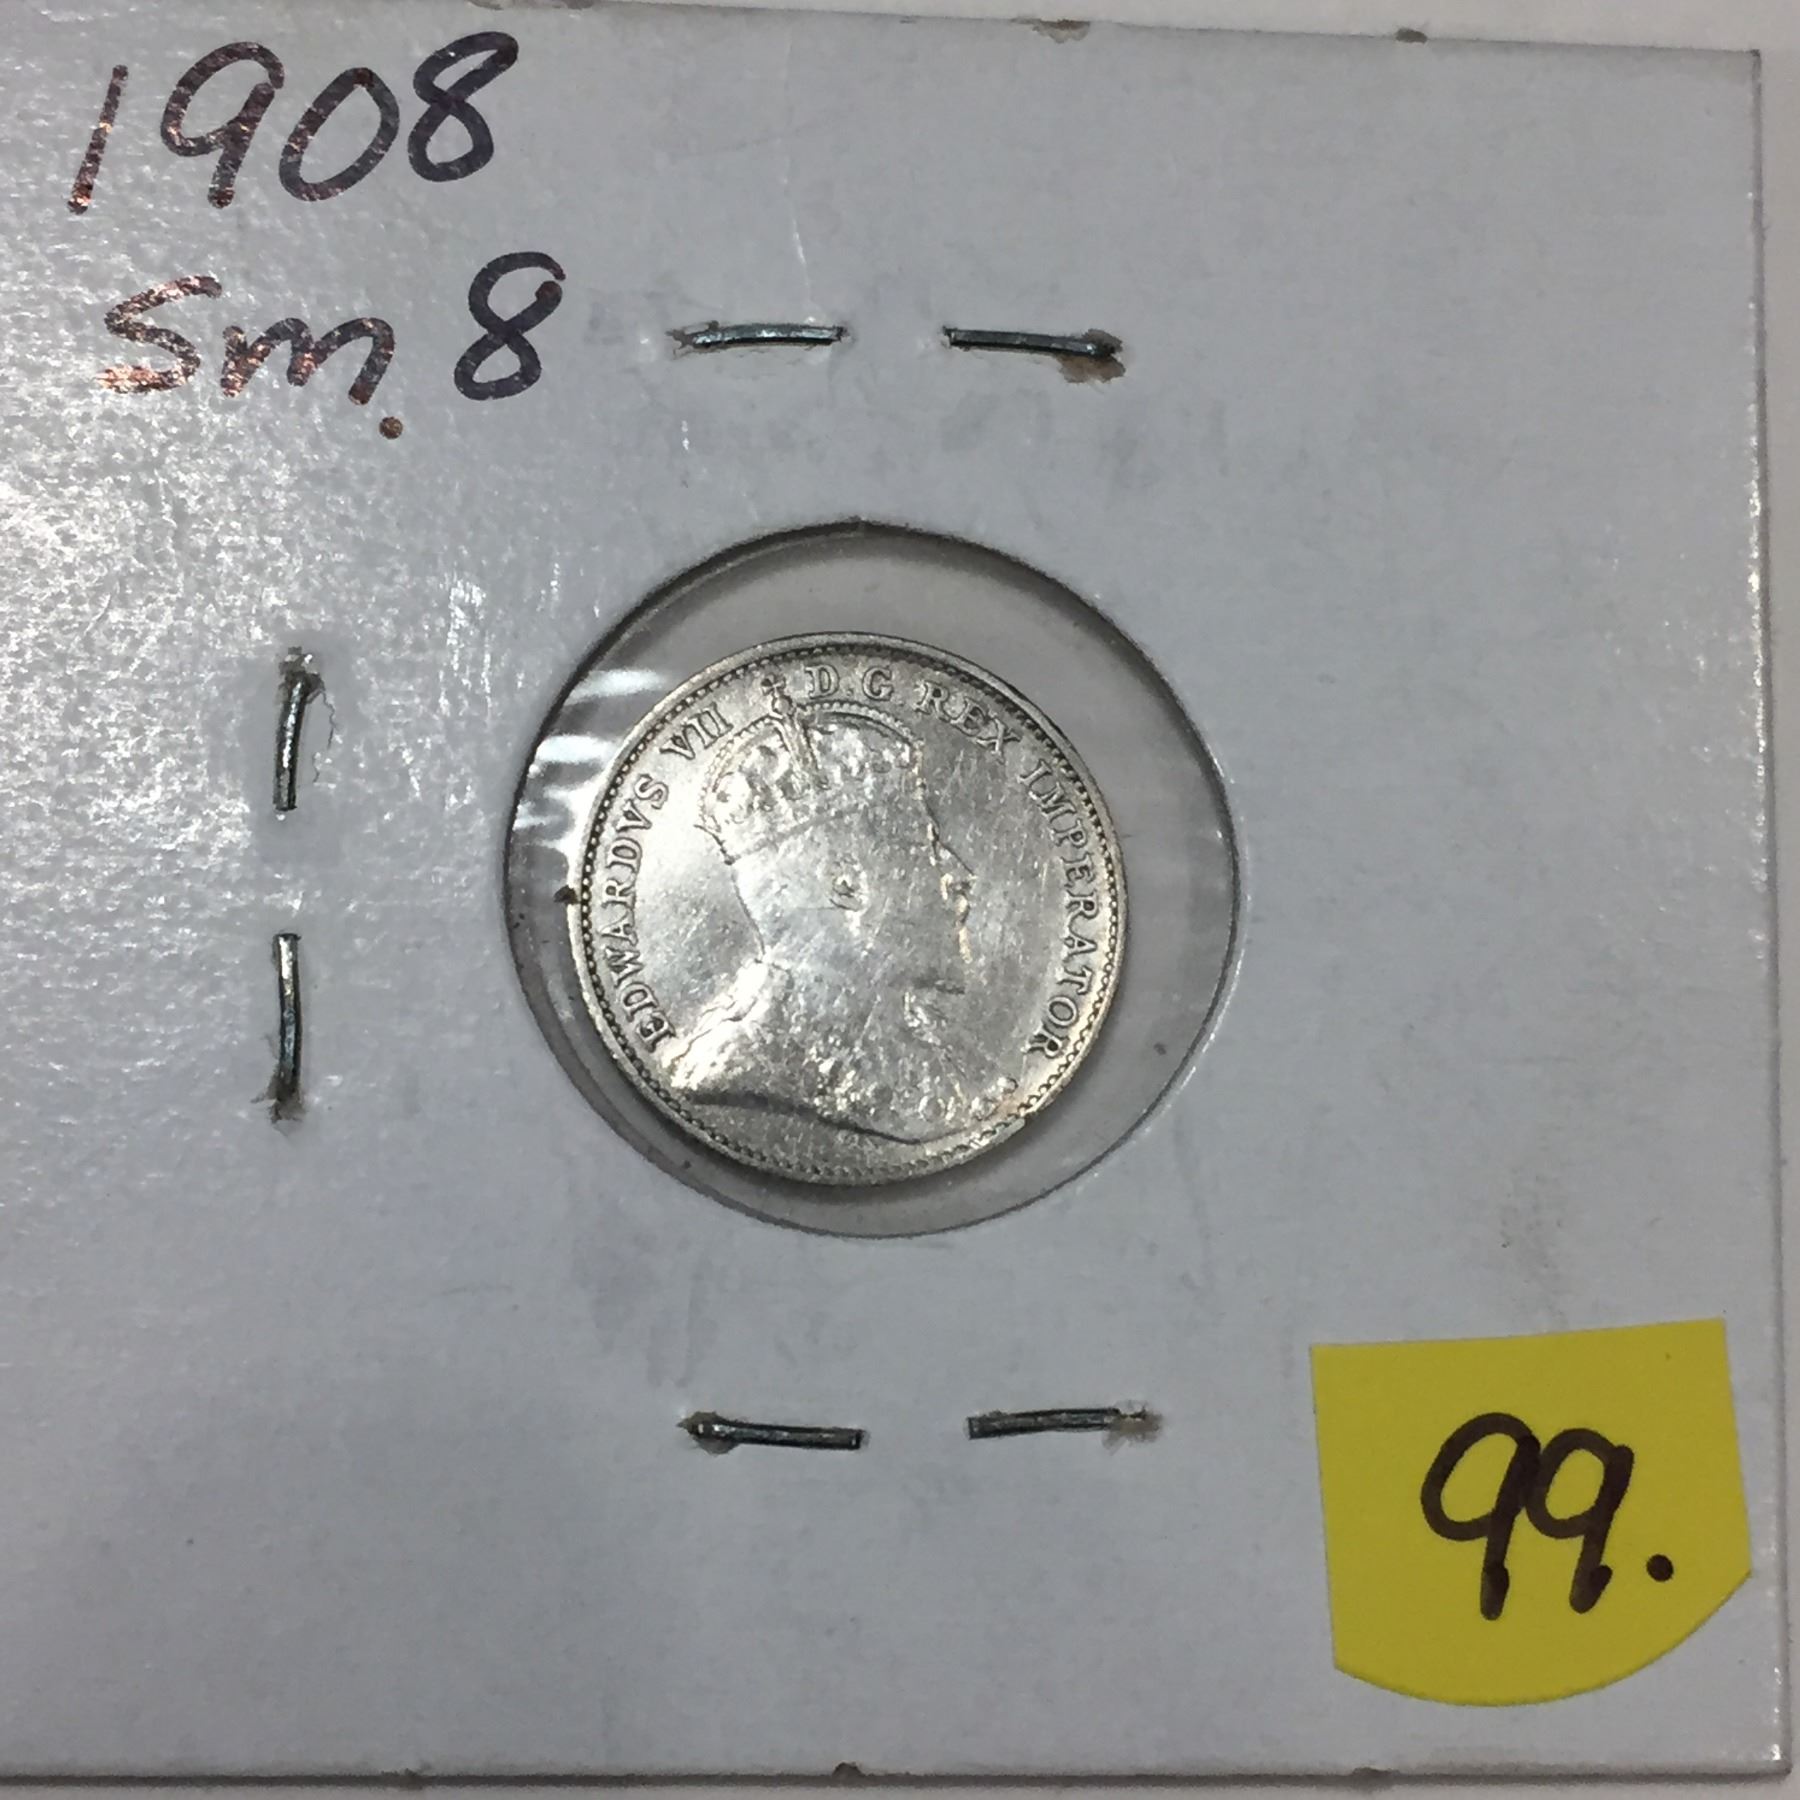 1908
Sm. 8
EDWARDVS VII D.G. REX IMPERATOR
99.